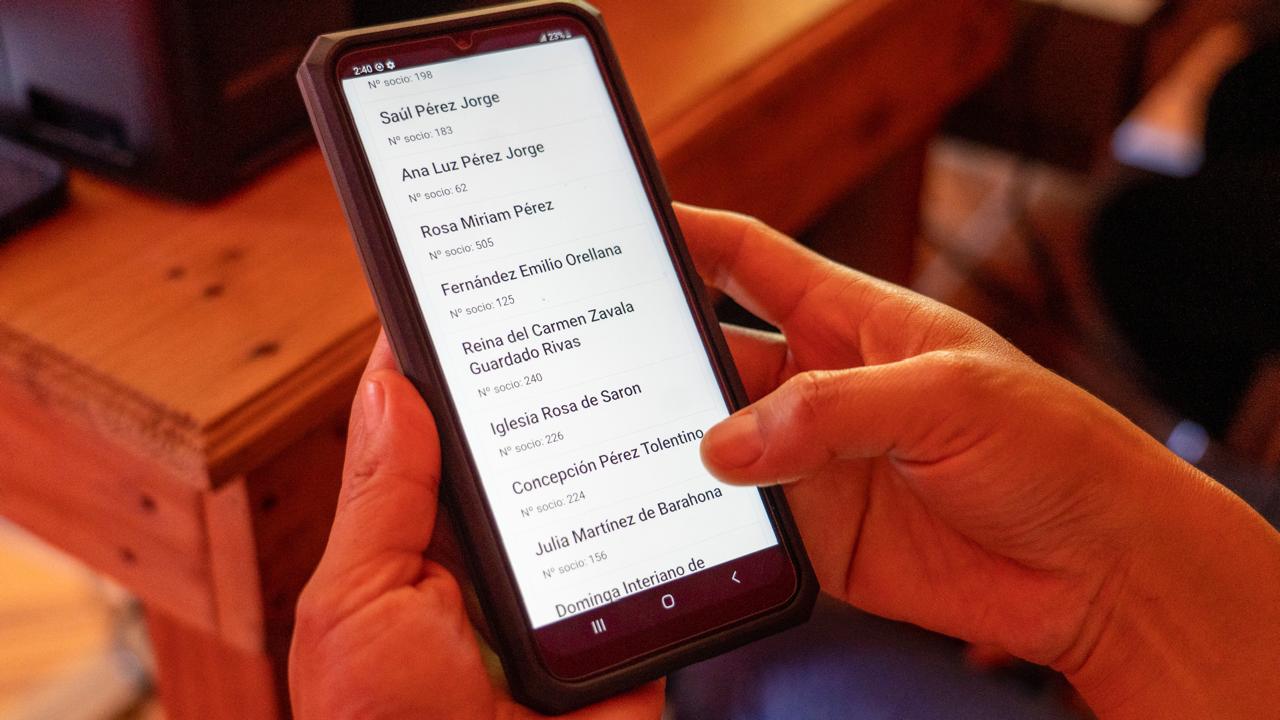 2:40
23%
Nº socio: 198
Saúl Pérez Jorge
Nº socio: 183
Ana Luz Pérez Jorge
Nº socio: 62
Rosa Miriam Pérez
Nº socio: 505
Fernández Emilio Orellana
Nº socio: 125
Reina del Carmen Zavala
Guardado Rivas
Nº socio: 240
Iglesia Rosa de Saron
Nº socio: 226
Concepción Pérez Tolentino
Nº socio: 224
Julia Martínez de Barahona
Nº socio: 156
Dominga Interiano de